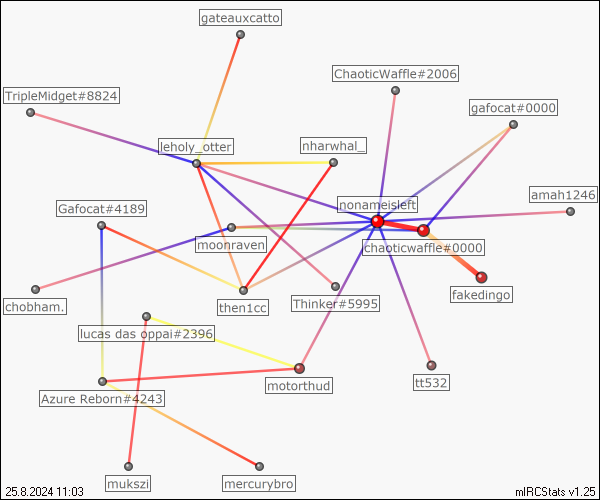 gateauxcatto
ChaoticWaffle#2006
TripleMidget#8824
gafocat#0000
leholy_otter
nharwhal_
amah1246
nonameisleft
Gafocat#4189
moonraven
chaoticwaffle#0000
fakedingo
chobham.
then1cc
Thinker#5995
lucas das oppai#2396
motorthud
tt532
Azure Reborn#4243
mukszi
mercurybro
25.8.2024 11:03
mIRCStats v1.25